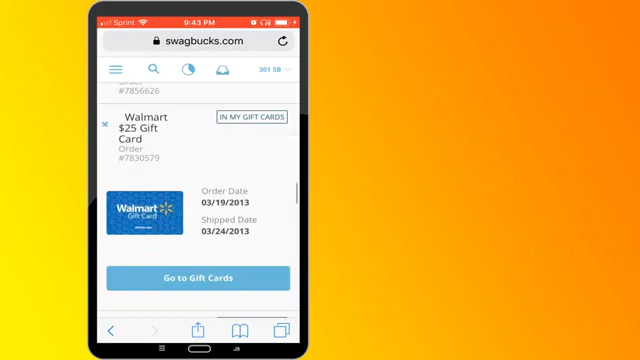 Sprint 9:43 PM
swagbucks.com
301 SB
Order
#7856626
Walmart IN MY GIFT CARDS
$25 Gift
Card
Order
#7830579
Order Date
Walmart 03/19/2013
Gift Card Shipped Date
03/24/2013
Go to Gift Cards